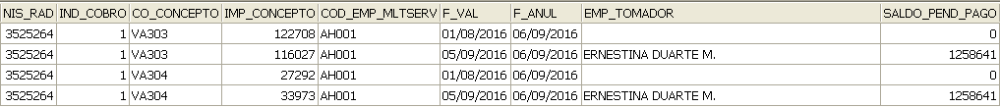 NIS_RAD IND_COBRO CO_CONCEPTO IMP_CONCEPTO COD_EMP_MLTSERV F_VAL F_ANUL EMP_TOMADOR SALDO_PEND_PAGO
3525264 1 VA303 122708 AH001 01/08/2016 06/09/2016 0
3525264 1 VA303 116027 AH001 05/09/2016 06/09/2016 ERNESTINA DUARTE M. 1258641
3525264 1 VA304 27292 AH001 01/08/2016 06/09/2016 0
3525264 1 VA304 33973 AH001 05/09/2016 06/09/2016 ERNESTINA DUARTE M. 1258641